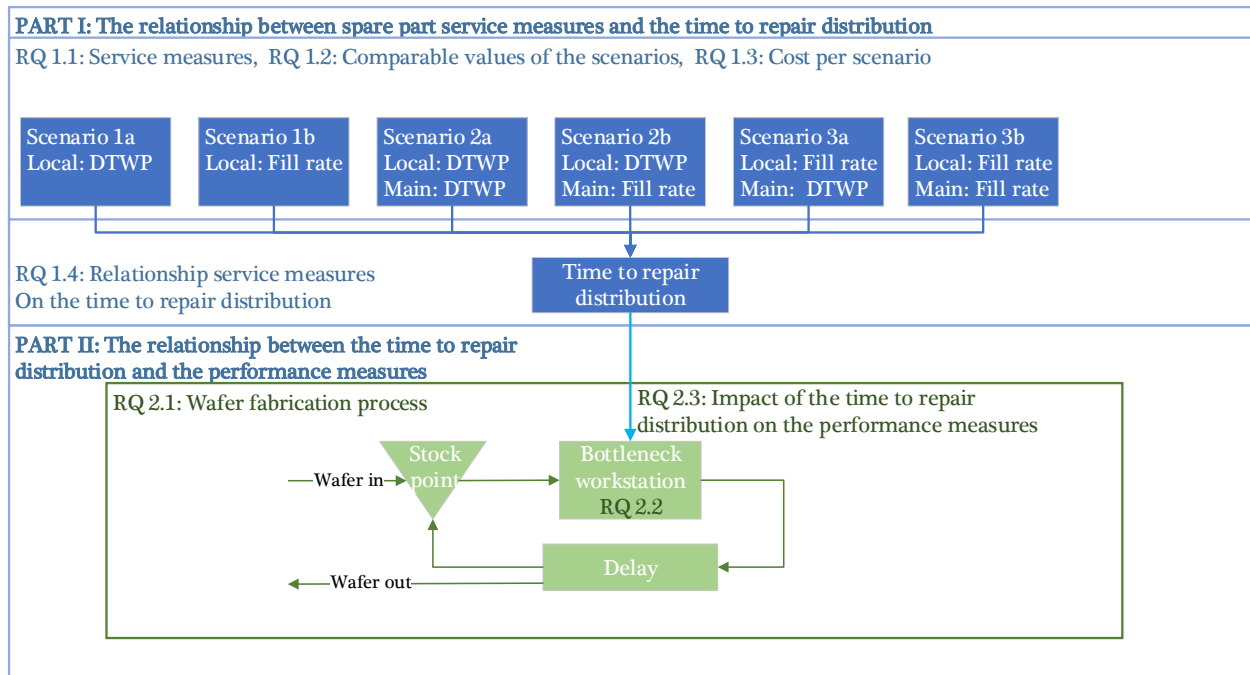 PART I: The relationship between spare part service measures and the time to repair distribution
RQ 1.1: Service measures, RQ 1.2: Comparable values of the scenarios, RQ 1.3: Cost per scenario
Scenario 1a
Local: DTWP
Scenario 1b
Local: Fill rate
Scenario 2a
Local: DTWP
Main: DTWP
Scenario 2b
Local: DTWP
Main: Fill rate
Scenario 3a
Local: Fill rate
Main: DTWP
Scenario 3b
Local: Fill rate
Main: Fill rate
RQ 1.4: Relationship service measures
On the time to repair distribution
Time to repair
distribution
PART II: The relationship between the time to repair
distribution and the performance measures
RQ 2.1: Wafer fabrication process
RQ 2.3: Impact of the time to repair
distribution on the performance measures
Wafer in
Stock
point
Bottleneck
workstation
RQ 2.2
Delay
Wafer out